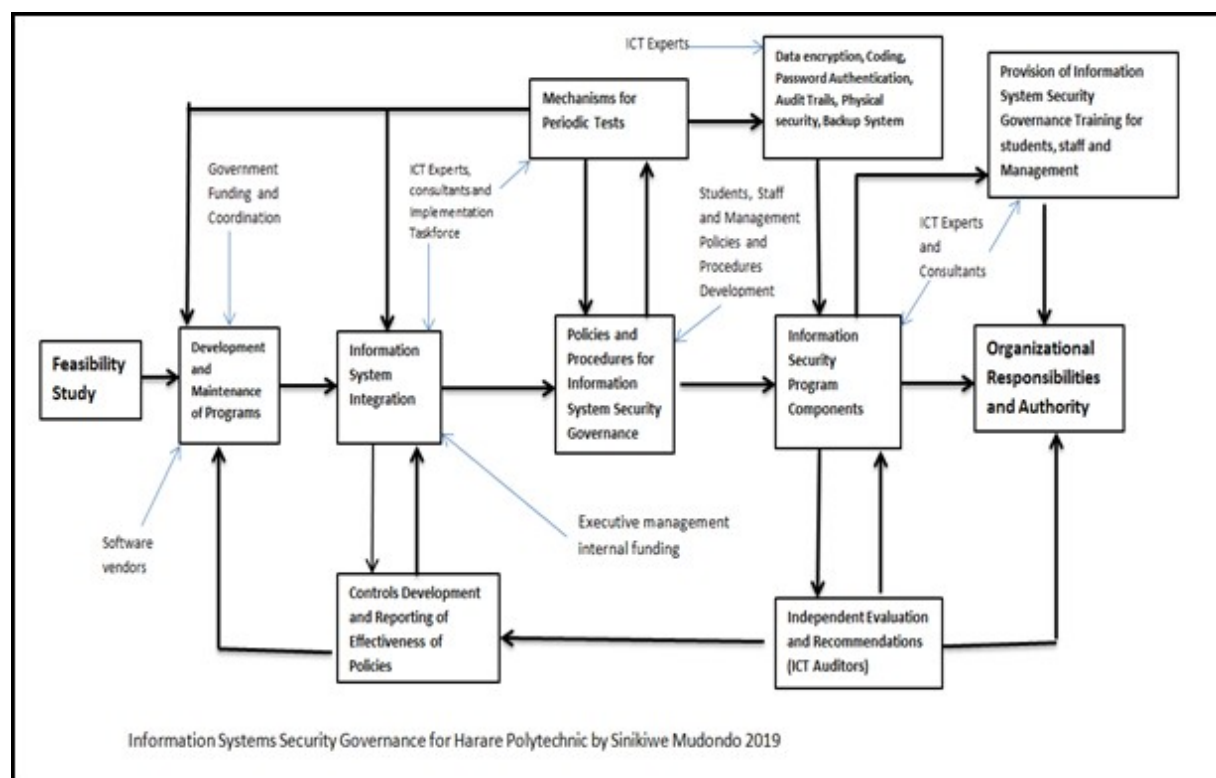 ICT Experts
Data encryption, Coding,
Password Authentication,
Audit Trails, Physical
security, Backup System
Provision of Information
System Security
Governance Training for
students, staff and
Management
Mechanisms for
Periodic Tests
Government
Funding and
Coordination
ICT Experts,
consultants and
Implementation
Taskforce
Students, Staff
and Management
Policies and
Procedures
Development
ICT Experts
and
Consultants
Feasibility
Study
Development
and
Maintenance
of Programs
Information
System
Integration
Policies and
Procedures for
Information
System Security
Governance
Information
Security
Program
Components
Organizational
Responsibilities
and Authority
Software
vendors
Executive management
internal funding
Controls Development
and Reporting of
Effectiveness of
Policies
Independent Evaluation
and Recommendations
(ICT Auditors)
Information Systems Security Governance for Harare Polytechnic by Sinikiwe Mudondo 2019